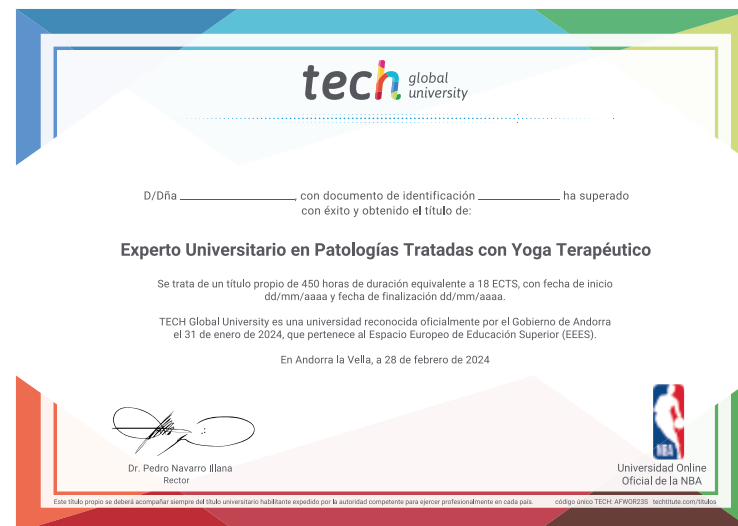 tech global
university
D/Dña ____________, con documento de identificación ____________ ha superado
con éxito y obtenido el título de:
Experto Universitario en Patologías Tratadas con Yoga Terapéutico
Se trata de un título propio de 450 horas de duración equivalente a 18 ECTS, con fecha de inicio
dd/mm/aaaa y fecha de finalización dd/mm/aaaa.
TECH Global University es una universidad reconocida oficialmente por el Gobierno de Andorra
el 31 de enero de 2024, que pertenece al Espacio Europeo de Educación Superior (EEES).
En Andorra la Vella, a 28 de febrero de 2024
Dr. Pedro Navarro Illana
Rector
NBA
Universidad Online
Oficial de la NBA
Este título propio se deberá acompañar siempre del título universitario habilitante expedido por la autoridad competente para ejercer profesionalmente en cada país. código único TECH: AFWOR23S techtitute.com/titulos